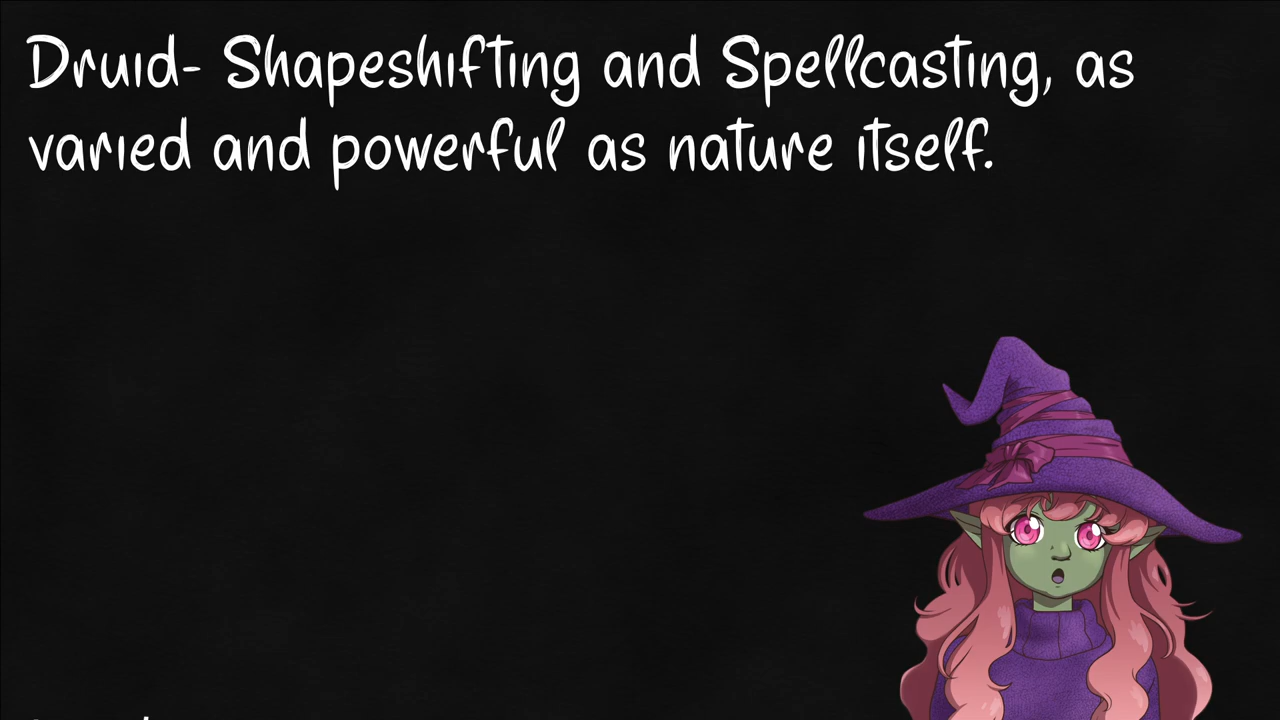 Druid- Shapeshifting and Spellcasting, as
varied and powerful as nature itself.